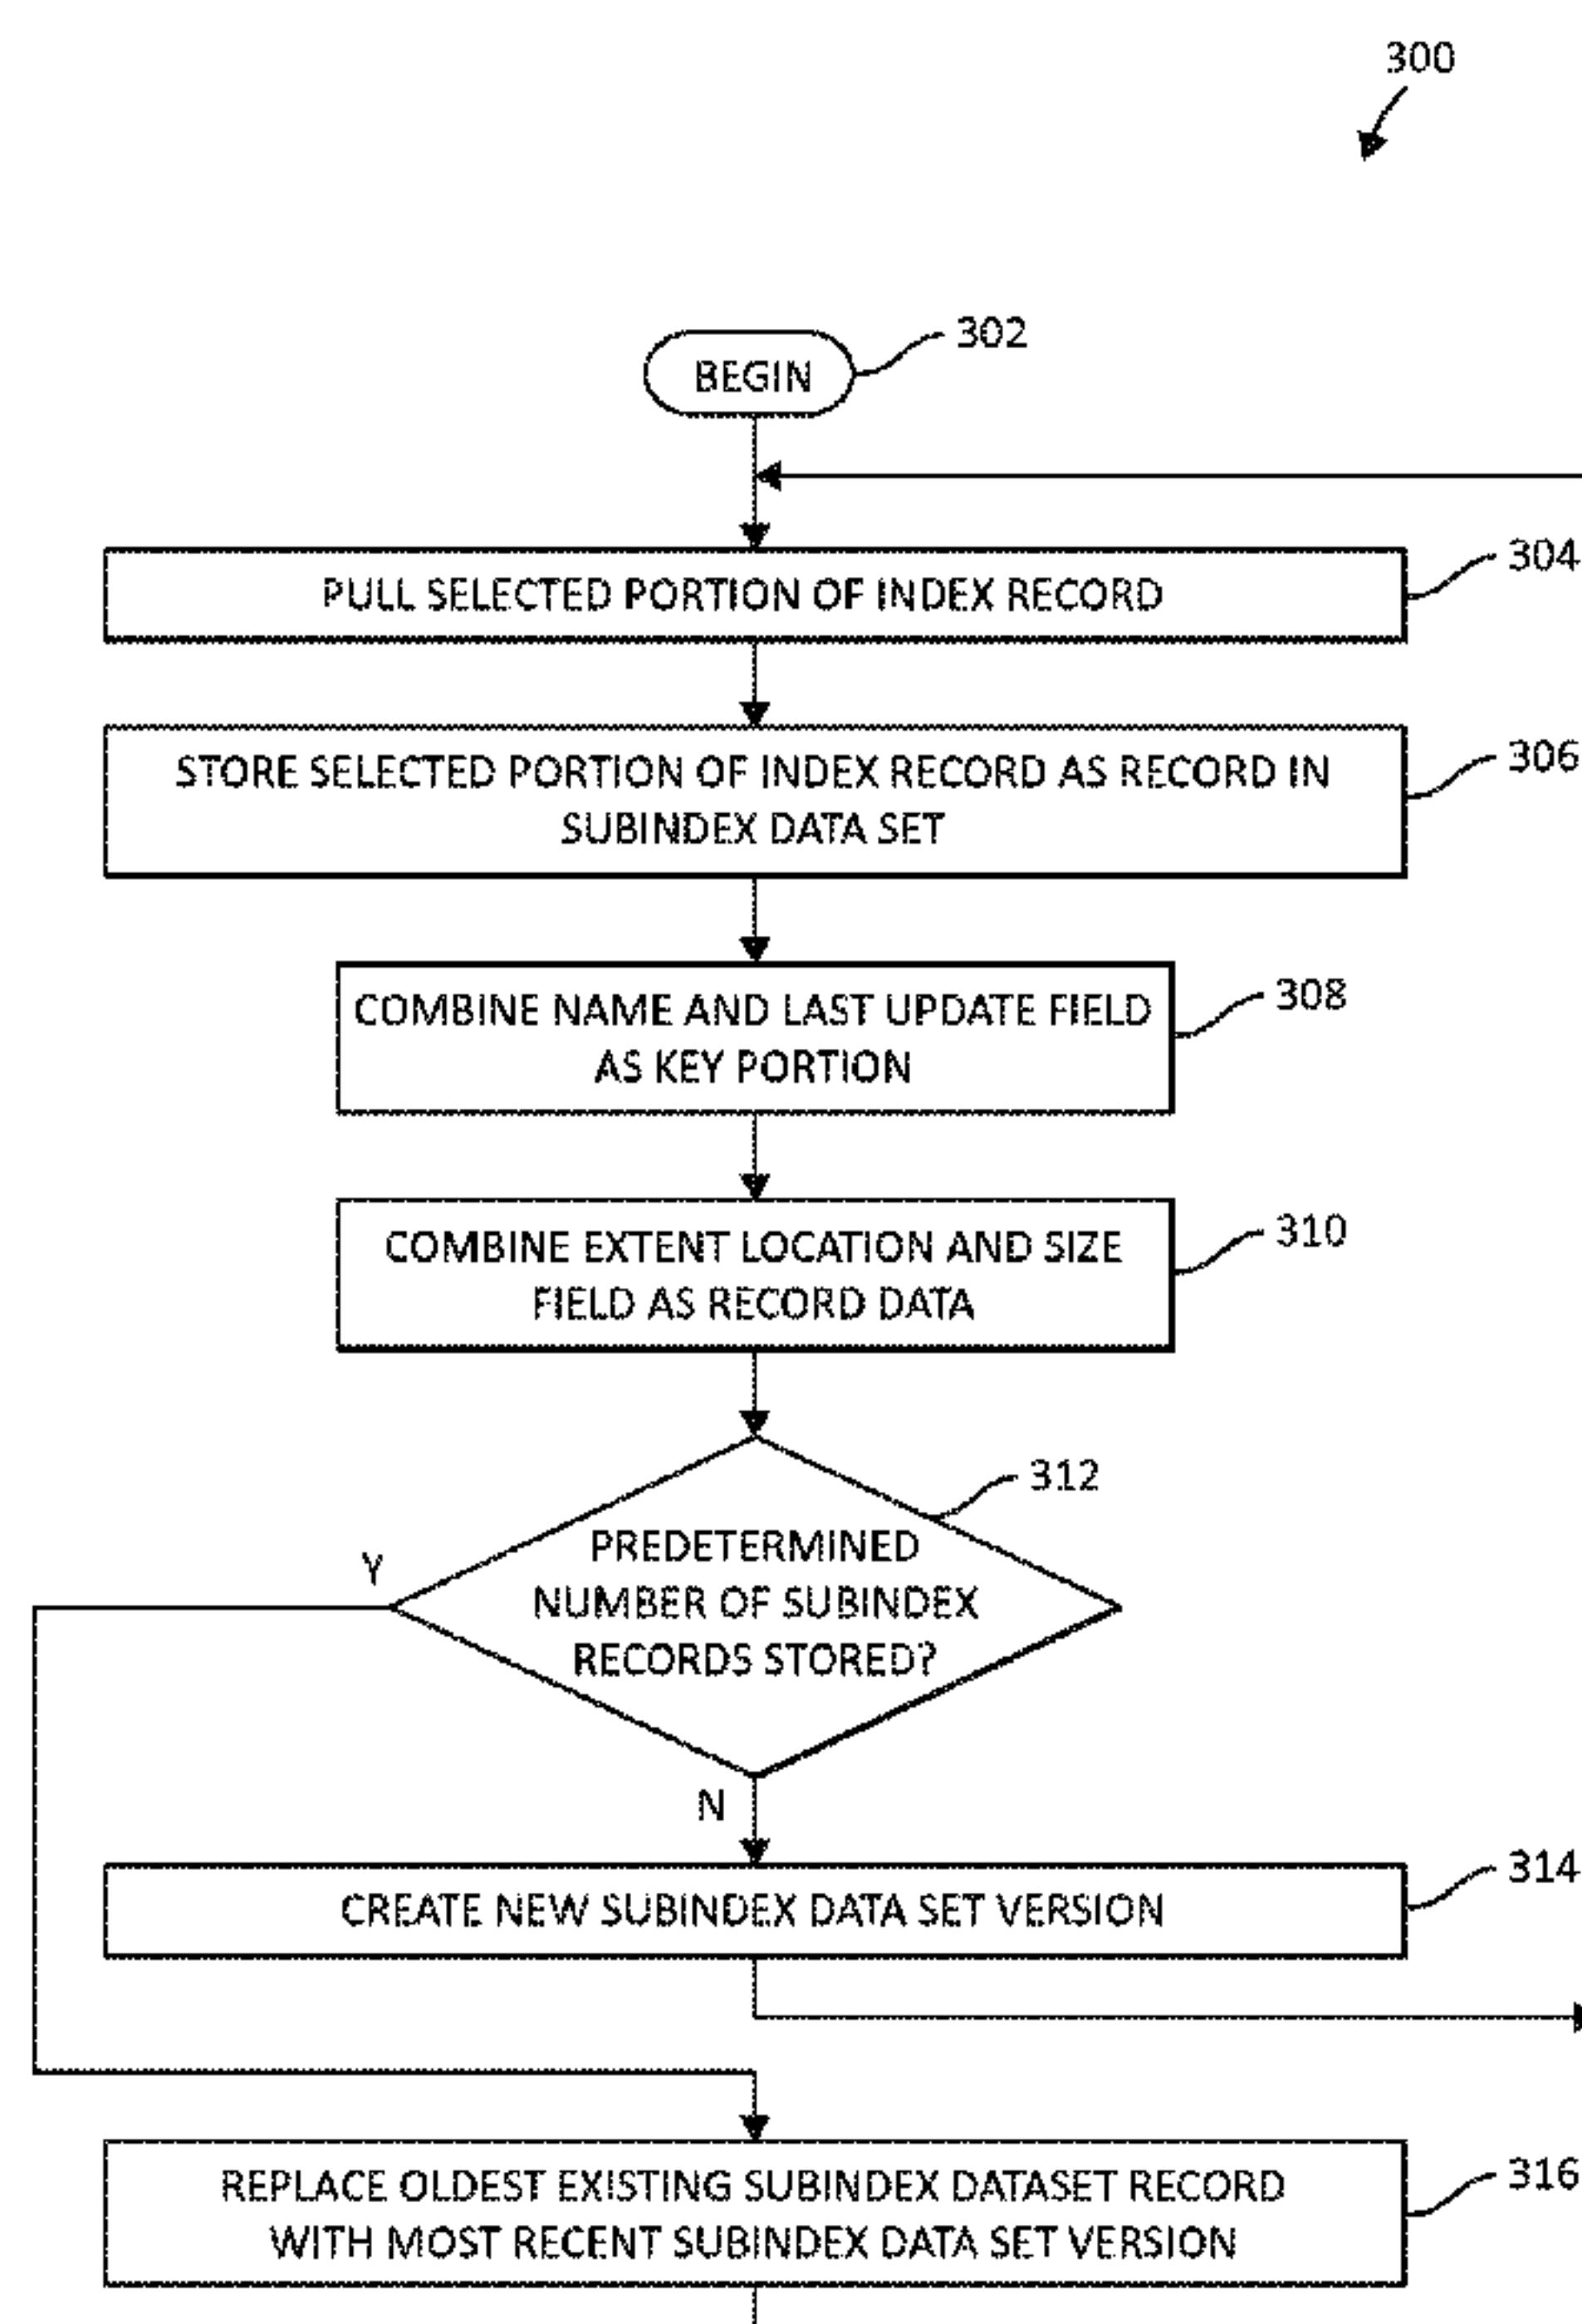 300
BEGIN
302
PULL SELECTED PORTION OF INDEX RECORD
304
STORE SELECTED PORTION OF INDEX RECORD AS RECORD IN
SUBINDEX DATA SET
306
COMBINE NAME AND LAST UPDATE FIELD
AS KEY PORTION
308
COMBINE EXTENT LOCATION AND SIZE
FIELD AS RECORD DATA
310
312
PREDETERMINED
NUMBER OF SUBINDEX
RECORDS STORED?
Y
N
CREATE NEW SUBINDEX DATA SET VERSION
314
REPLACE OLDEST EXISTING SUBINDEX DATASET RECORD
WITH MOST RECENT SUBINDEX DATA SET VERSION
316